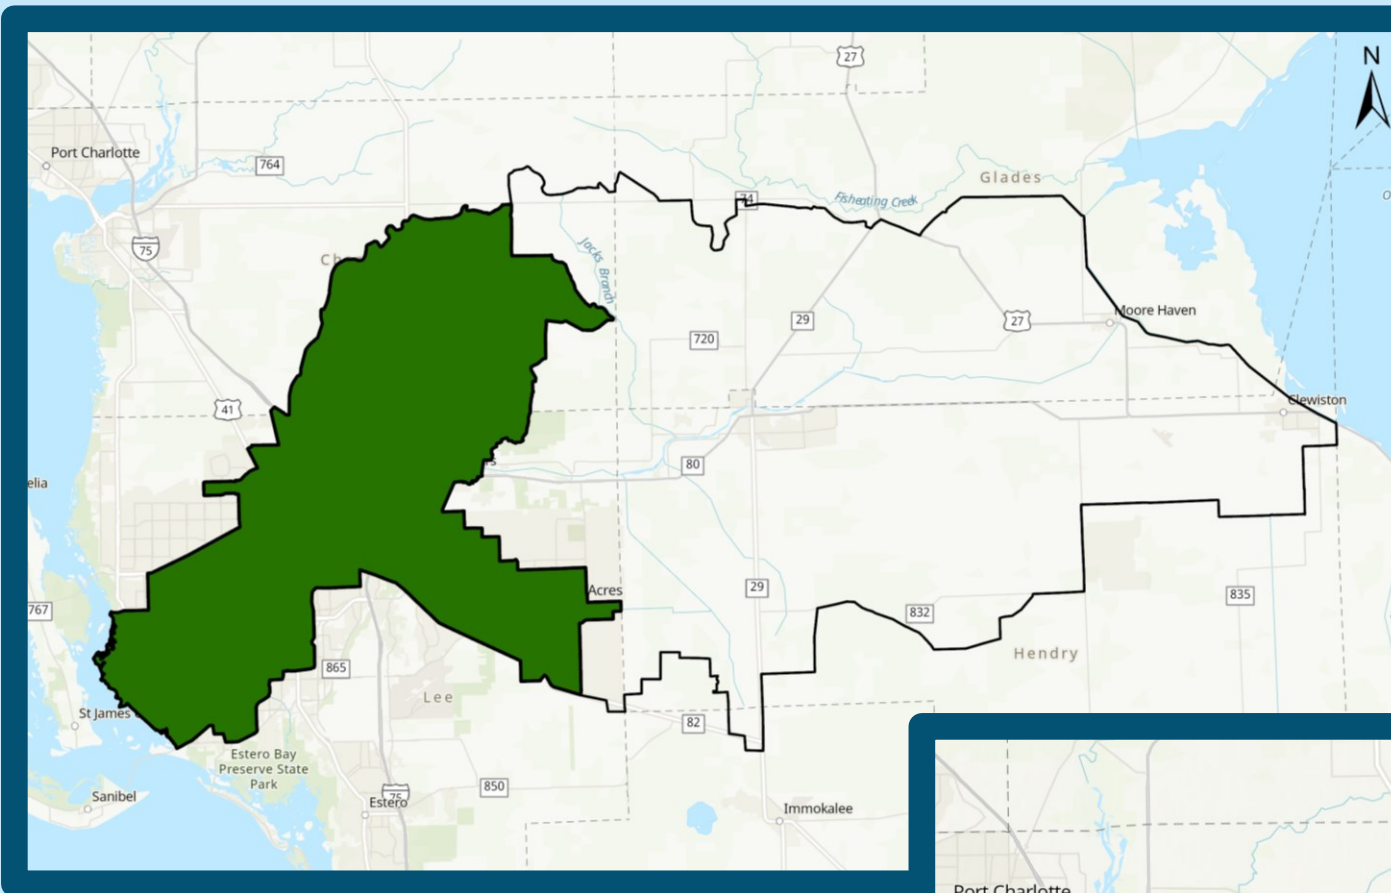 27
N
Port Charlotte
764
Glades
74
Fisheating Creek
75
Jacks Branch
29
27
Moore Haven
720
41
Clewiston
80
Acres
29
767
832
835
Hendry
865
Lee
St James
82
Estero Bay
Preserve State
Park
850
75
Sanibel
Estero
Immokalee
Port Charlotte